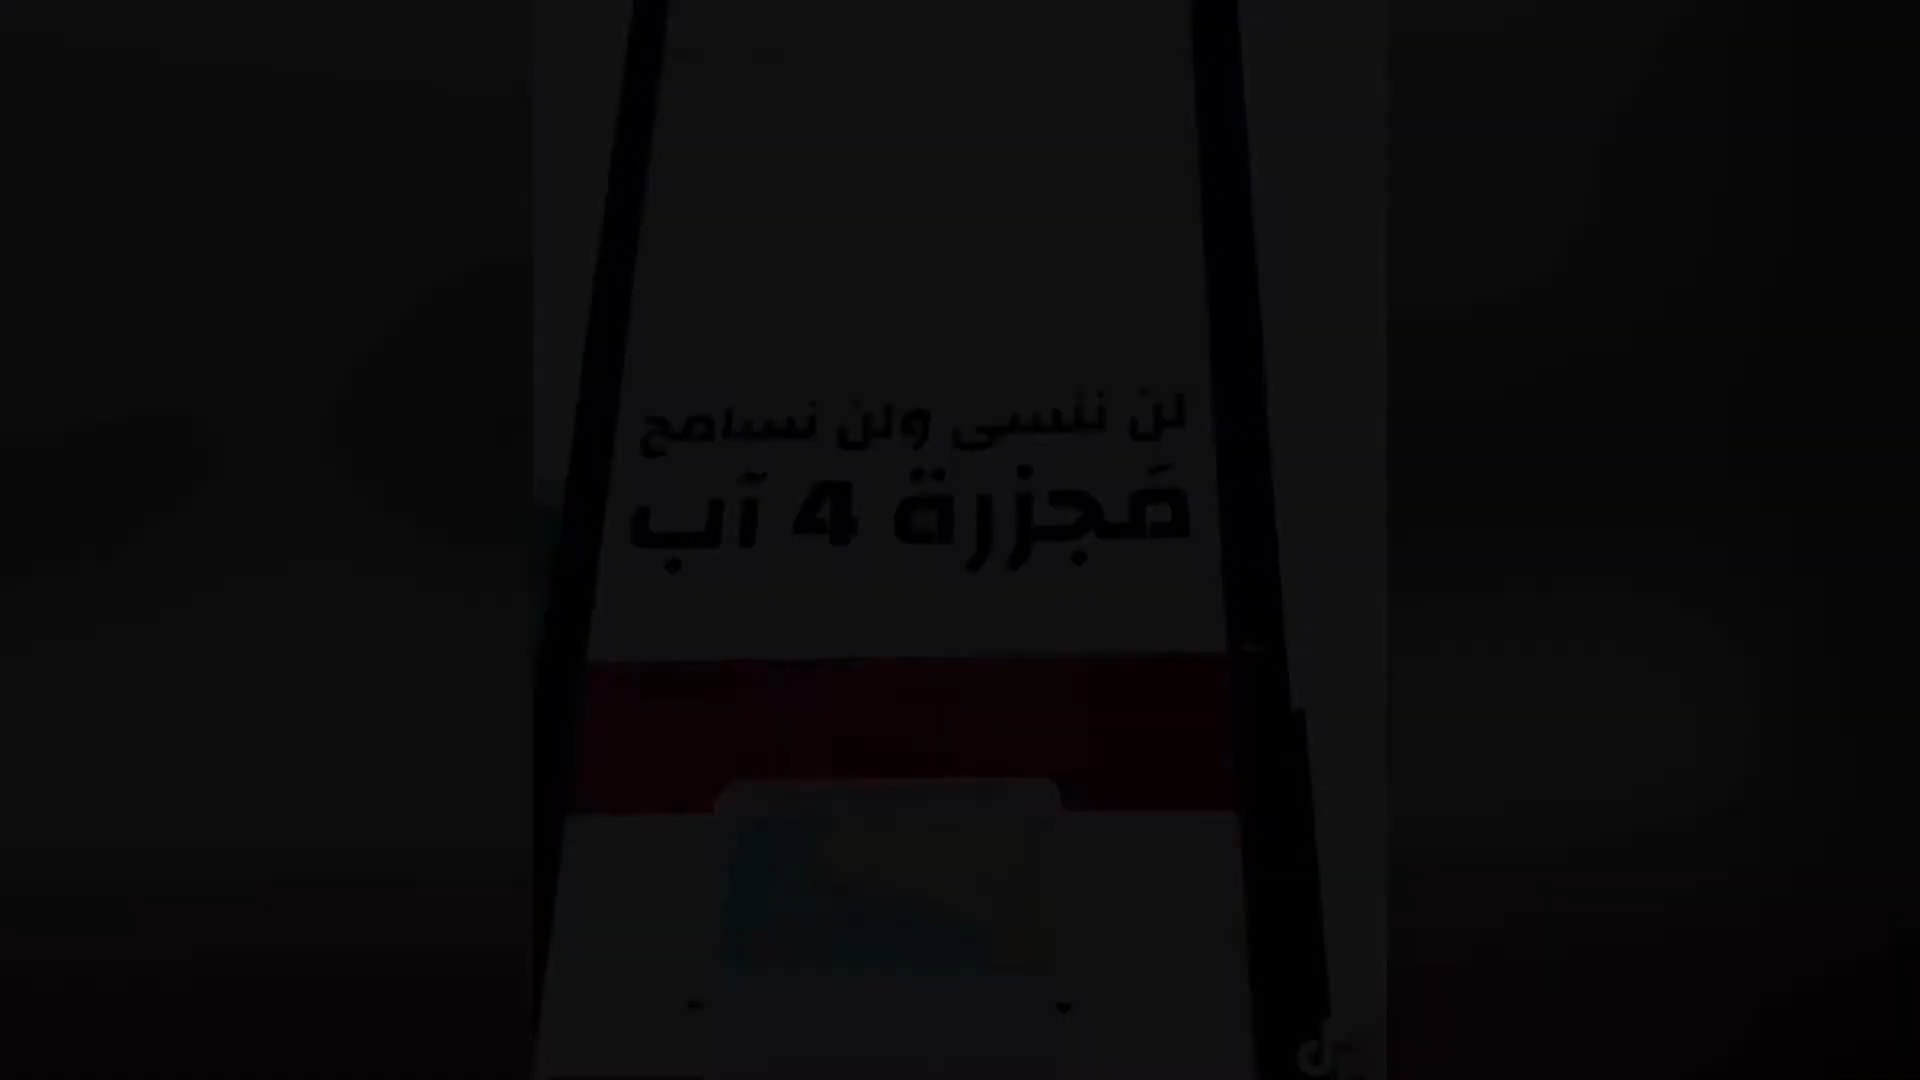 لن ننسى ولن نسامح
مَجزرة 4 آب